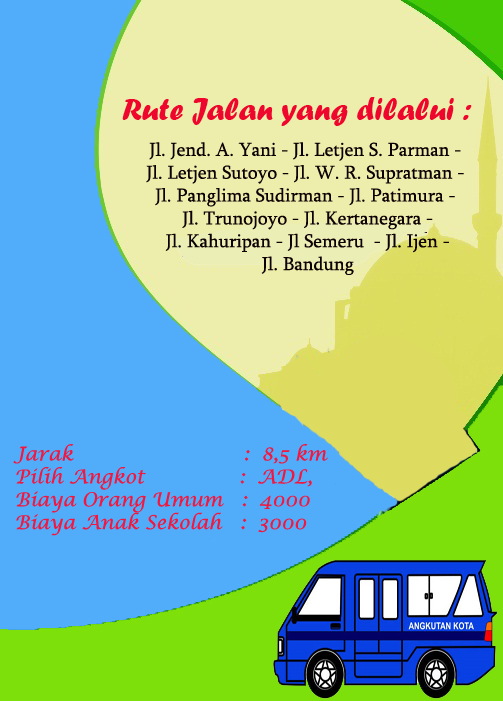 Rute Jalan yang dilalui :
Jl. Jend. A. Yani - Jl. Letjen S. Parman -
Jl. Letjen Sutoyo - Jl. W. R. Supratman -
Jl. Panglima Sudirman - Jl. Patimura -
Jl. Trunojoyo - Jl. Kertanegara -
Jl. Kahuripan - Jl Semeru - Jl. Ijen -
Jl. Bandung
Jarak : 8,5 km
Pilih Angkot : ADL,
Biaya Orang Umum : 4000
Biaya Anak Sekolah : 3000
ANGKUTAN KOTA